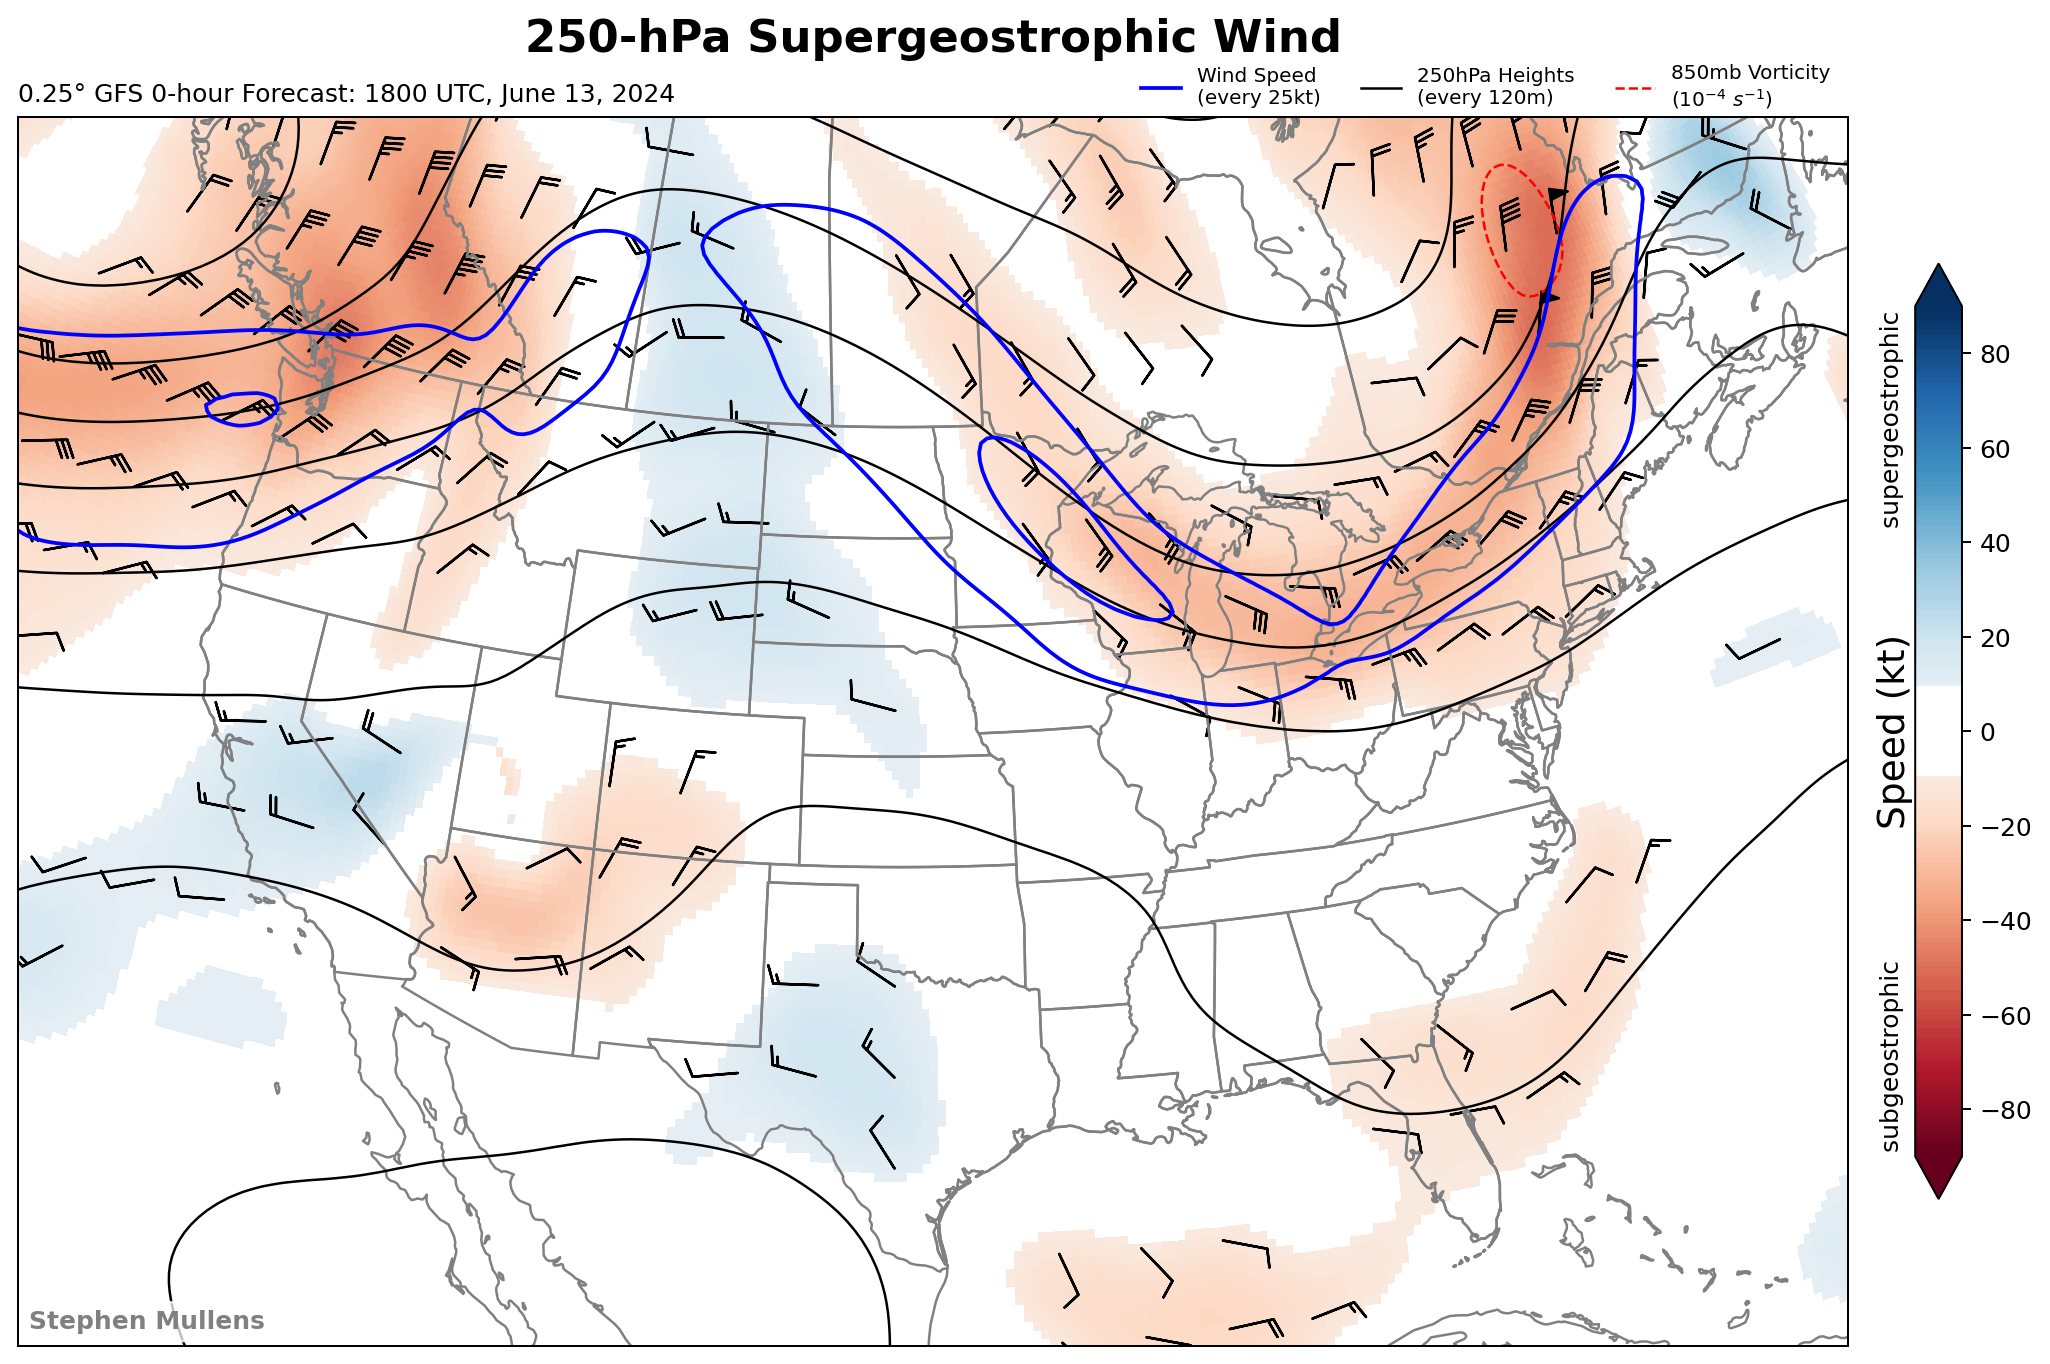 250-hPa Supergeostrophic Wind
0.25° GFS 0-hour Forecast: 1800 UTC, June 13, 2024
Wind Speed
(every 25kt)
250hPa Heights
(every 120m)
850mb Vorticity
(10⁻⁴ s⁻¹)
supergeostrophic
Speed (kt)
subgeostrophic
80
60
40
20
0
−20
−40
−60
−80
Stephen Mullens